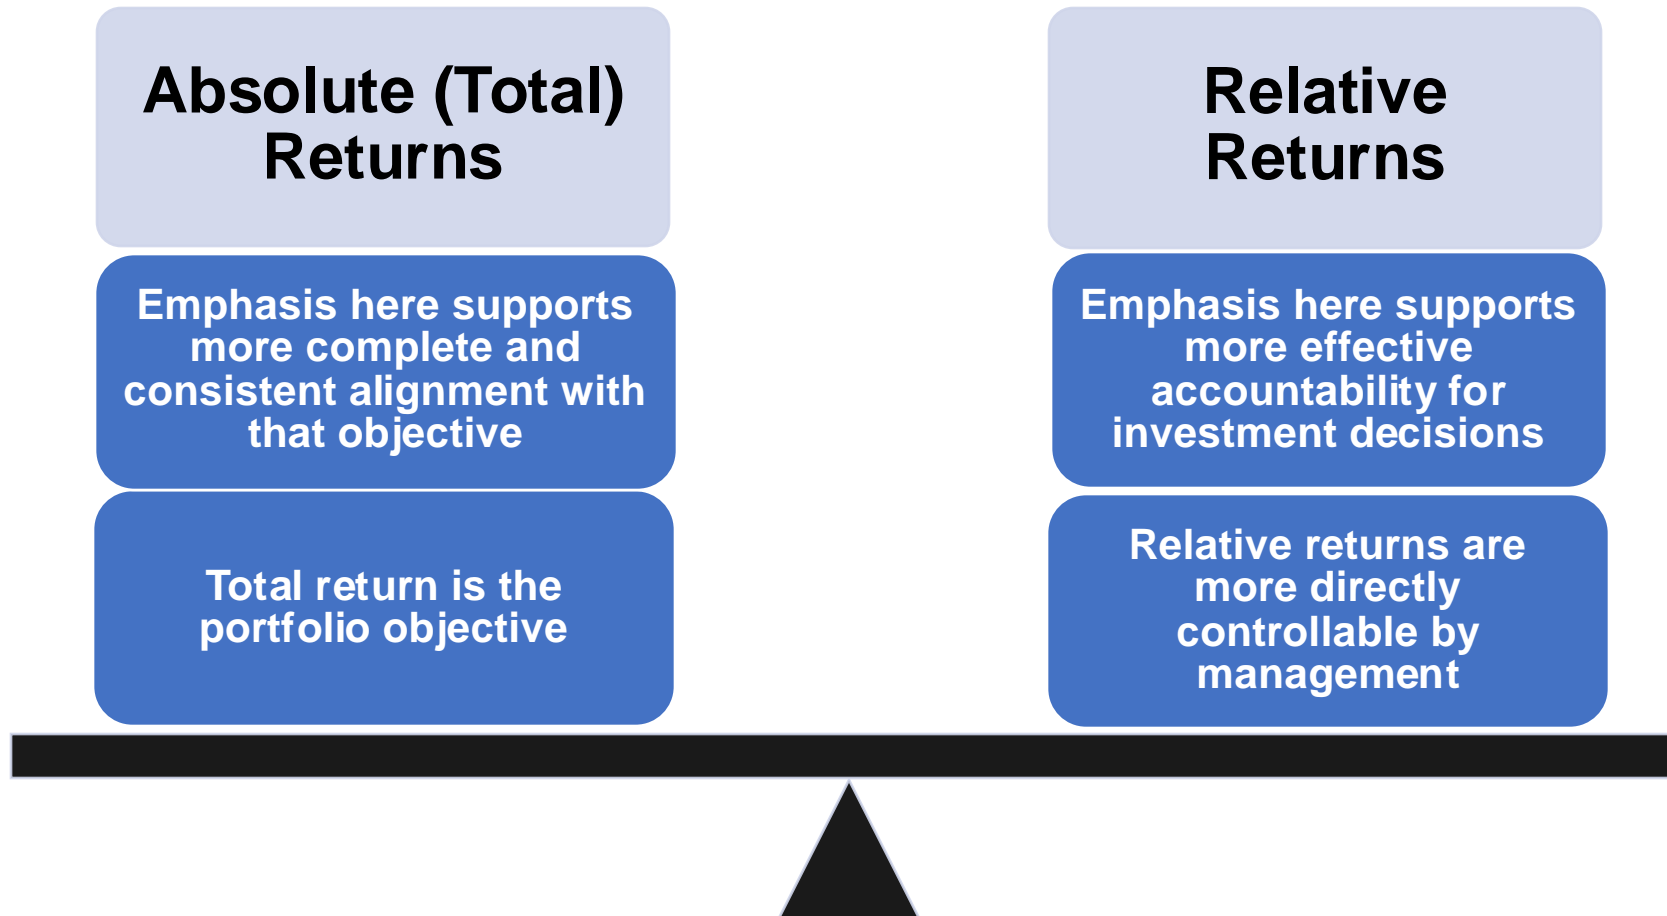 Absolute (Total)
Returns
Emphasis here supports
more complete and
consistent alignment with
that objective
Total return is the
portfolio objective
Relative
Returns
Emphasis here supports
more effective
accountability for
investment decisions
Relative returns are
more directly
controllable by
management